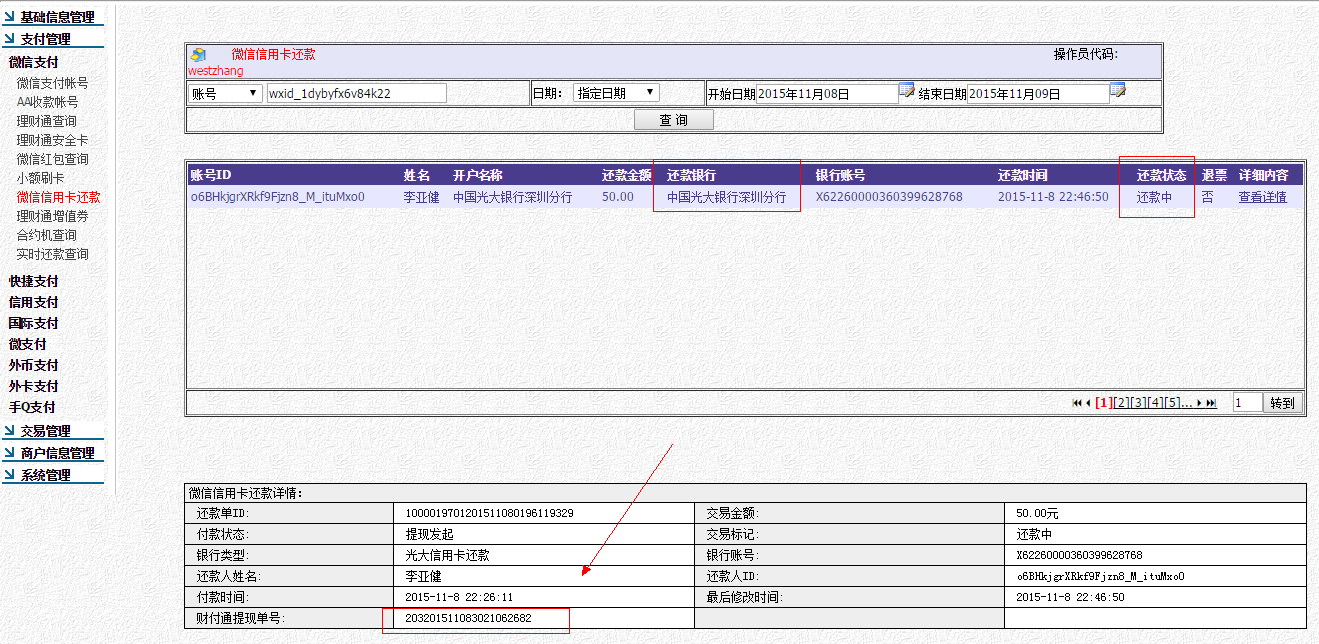 基础信息管理
支付管理
微信支付
微信支付帐号
AA收款帐号
理财通查询
理财通安全卡
微信红包查询
小额刷卡
微信信用卡还款
理财通增值券
合约机查询
实时还款查询
快捷支付
信用支付
国际支付
微支付
外币支付
外卡支付
手Q支付
交易管理
商户信息管理
系统管理
微信信用卡还款 操作员代码:
westzhang
账号 wxid_1dybyfx6v84k22 日期: 指定日期 开始日期 2015年11月08日 结束日期 2015年11月09日
查 询
账号ID 姓名 开户名称 还款金额 还款银行 银行账号 还款时间 还款状态 退票 详细内容
o6BHkjgrXRkf9Fjzn8_M_ituMxo0 李亚健 中国光大银行深圳分行 50.00 中国光大银行深圳分行 X62260000360399628768 2015-11-8 22:46:50 还款中 否 查看详情
[1][2][3][4][5]... 1 转到
微信信用卡还款详情:
还款单ID: 1000019701201511080196119329 交易金额: 50.00元
付款状态: 提现发起 交易标记: 还款中
银行类型: 光大信用卡还款 银行账号: X62260000360399628768
还款人姓名: 李亚健 还款人ID: o6BHkjgrXRkf9Fjzn8_M_ituMxo0
付款时间: 2015-11-8 22:26:11 最后修改时间: 2015-11-8 22:46:50
财付通提现单号: 203201511083021062682